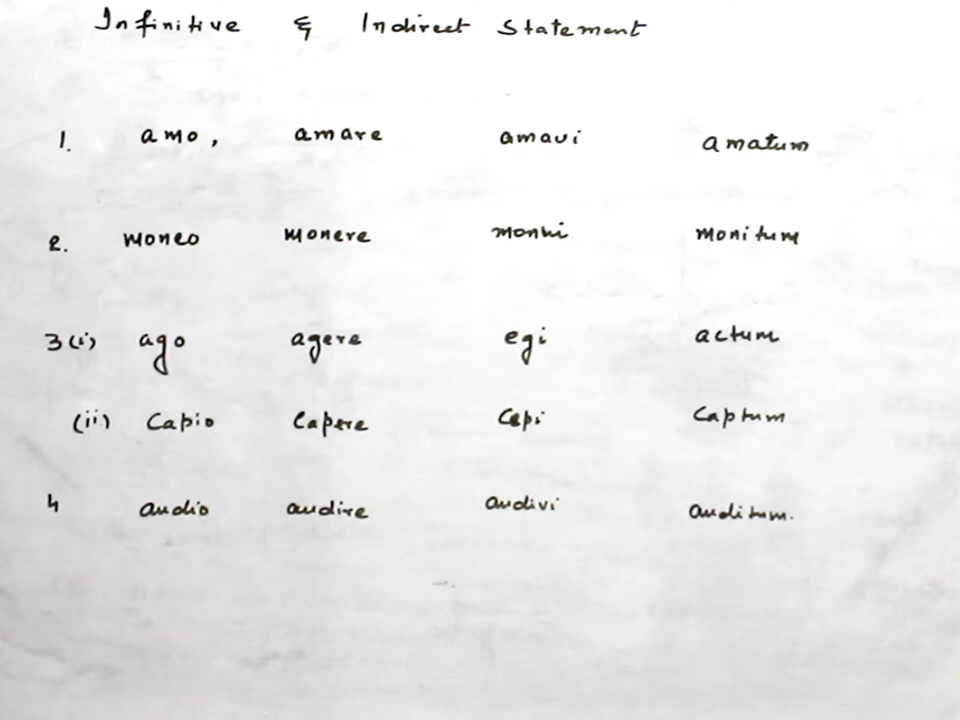 Infinitive & Indirect Statement
1. amo, amare amavi amatum
2. moneo monere monui monitum
3(i) ago agere egi actum
(ii) Capio Capere Cepi Captum
4 audio audire audivi auditum.